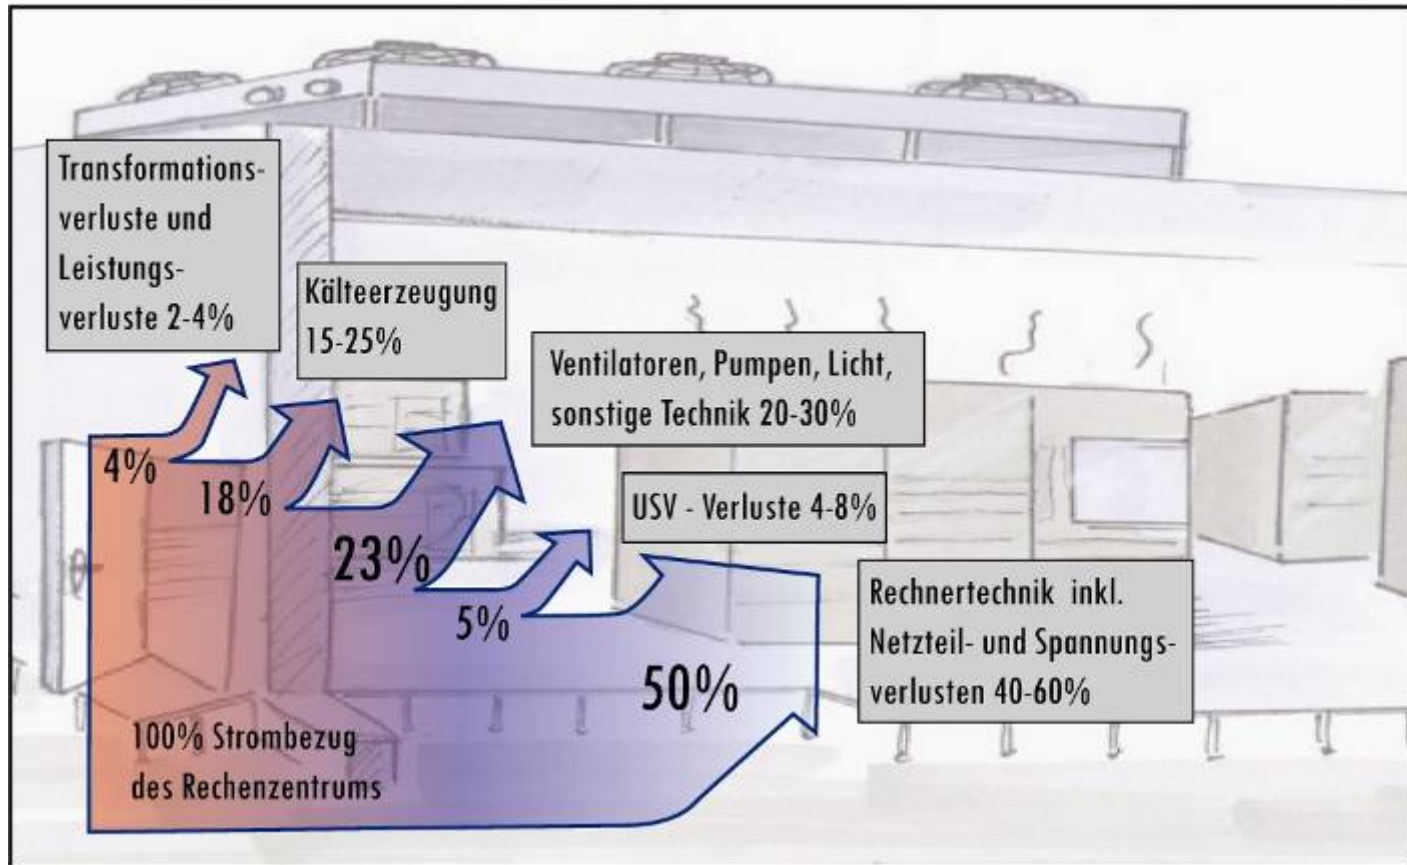 Transformations-
verluste und
Leistungs-
verluste 2-4%
Kälteerzeugung
15-25%
Ventilatoren, Pumpen, Licht,
sonstige Technik 20-30%
USV - Verluste 4-8%
Rechnertechnik inkl.
Netzteil- und Spannungs-
verlusten 40-60%
4%
18%
23%
5%
50%
100% Strombezug
des Rechenzentrums